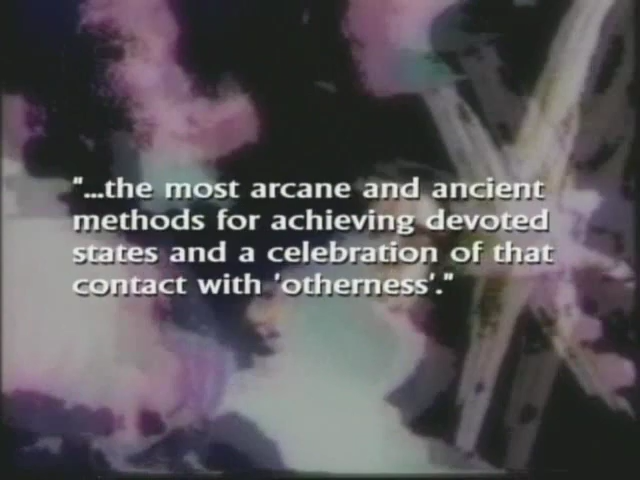 "...the most arcane and ancient
methods for achieving devoted
states and a celebration of that
contact with 'otherness'."